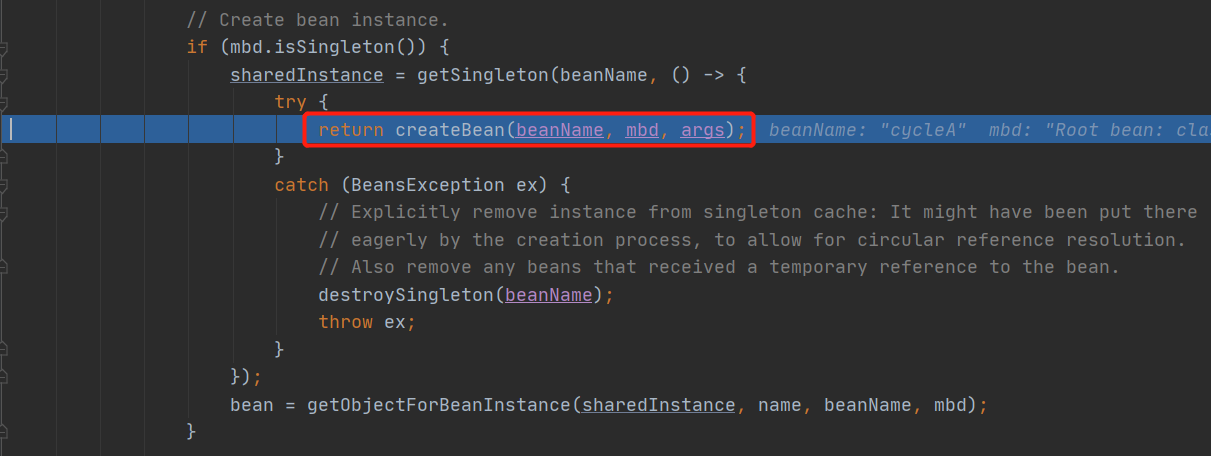 // Create bean instance.
if (mbd.isSingleton()) {
sharedInstance = getSingleton(beanName, () -> {
try {
return createBean(beanName, mbd, args); beanName: "cycleA" mbd: "Root bean: cla
}
catch (BeansException ex) {
// Explicitly remove instance from singleton cache: It might have been put there
// eagerly by the creation process, to allow for circular reference resolution.
// Also remove any beans that received a temporary reference to the bean.
destroySingleton(beanName);
throw ex;
}
});
bean = getObjectForBeanInstance(sharedInstance, name, beanName, mbd);
}